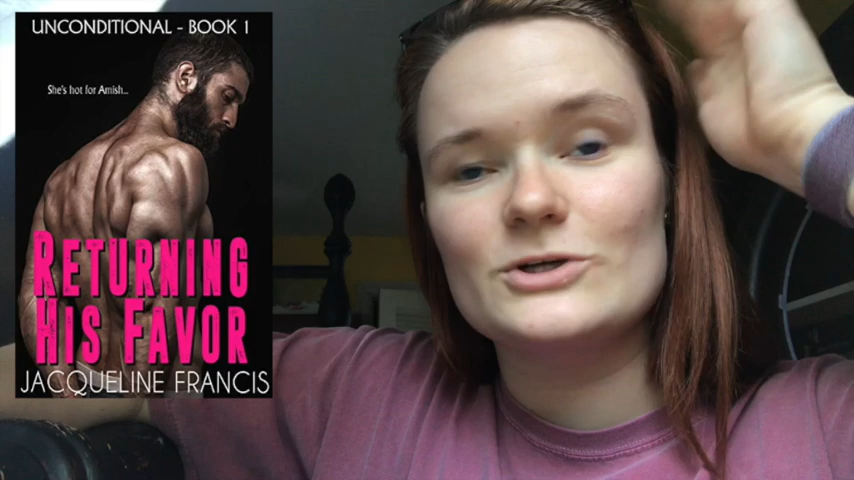 UNCONDITIONAL - BOOK 1
She's hot for Amish...
RETURNING
HIS FAVOR
JACQUELINE FRANCIS